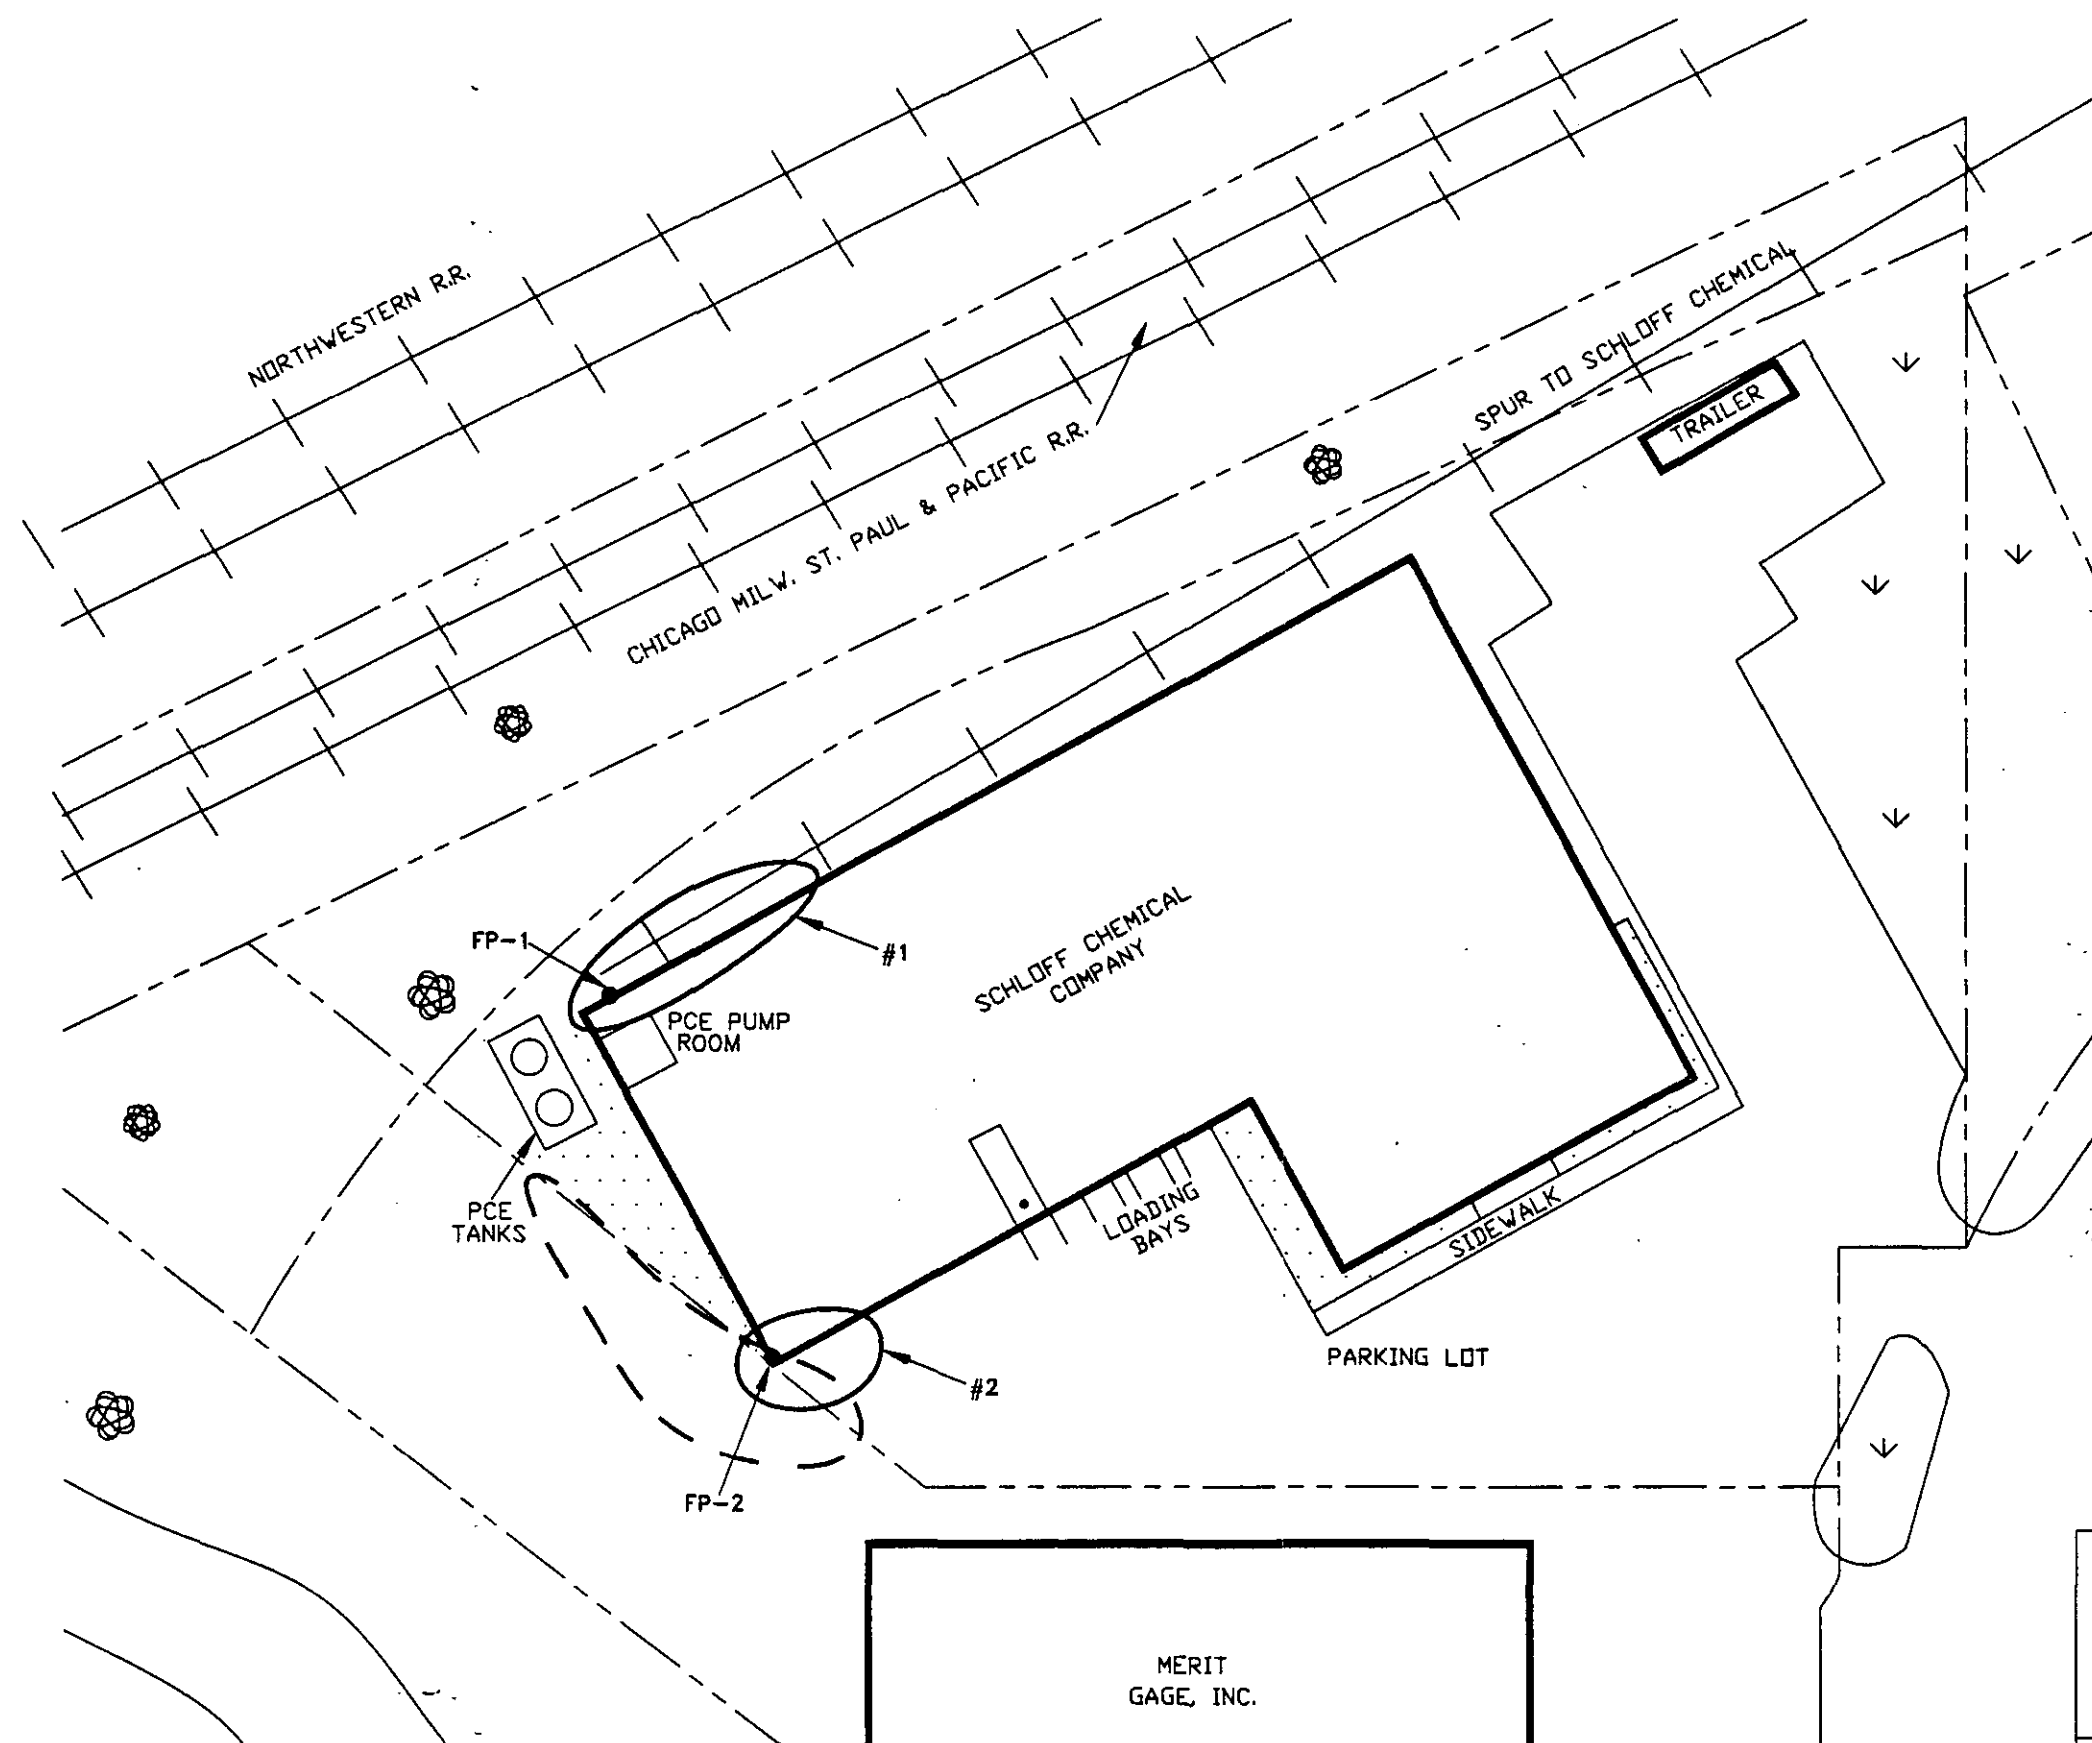 NORTHWESTERN R.R.
CHICAGO MILW. ST. PAUL & PACIFIC R.R.
SPUR TO SCHLOFF CHEMICAL
TRAILER
FP-1
#1
SCHLOFF CHEMICAL
COMPANY
PCE PUMP
ROOM
PCE
TANKS
LOADING
BAYS
SIDEWALK
PARKING LOT
#2
FP-2
MERIT
GAGE, INC.